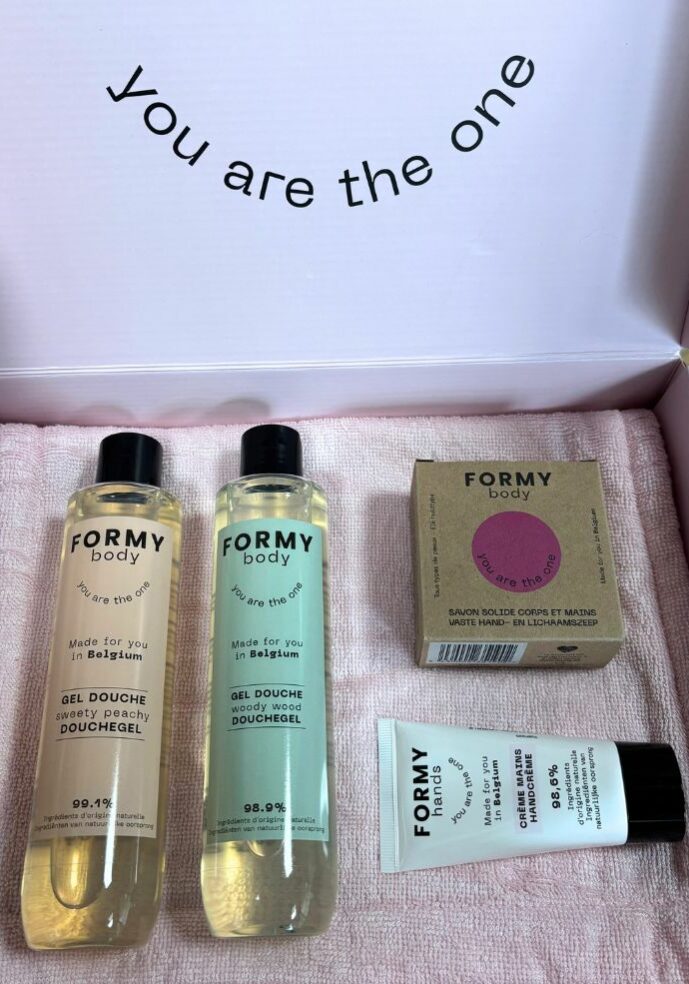 you are the one
FORMY
body
you are the one
Made for you
in Belgium
GEL DOUCHE
sweety peachy
DOUCHEGEL
99.1%
Ingrédients d'origine naturelle
Ingrediënten van natuurlijke oorsprong
FORMY
body
you are the one
Made for you
in Belgium
GEL DOUCHE
woody wood
DOUCHEGEL
98.9%
Ingrédients d'origine naturelle
Ingrediënten van natuurlijke oorsprong
FORMY
body
Tous types de peaux
Made for you in Belgium
you are the one
SAVON SOLIDE CORPS ET MAINS
VASTE HAND- EN LICHAAMSZEEP
FORMY
hands
you are the one
Made for you
in Belgium
CRÈME MAINS
HANDCRÈME
98,6%
Ingrédients
d'origine naturelle
Ingrediënten van
natuurlijke oorsprong